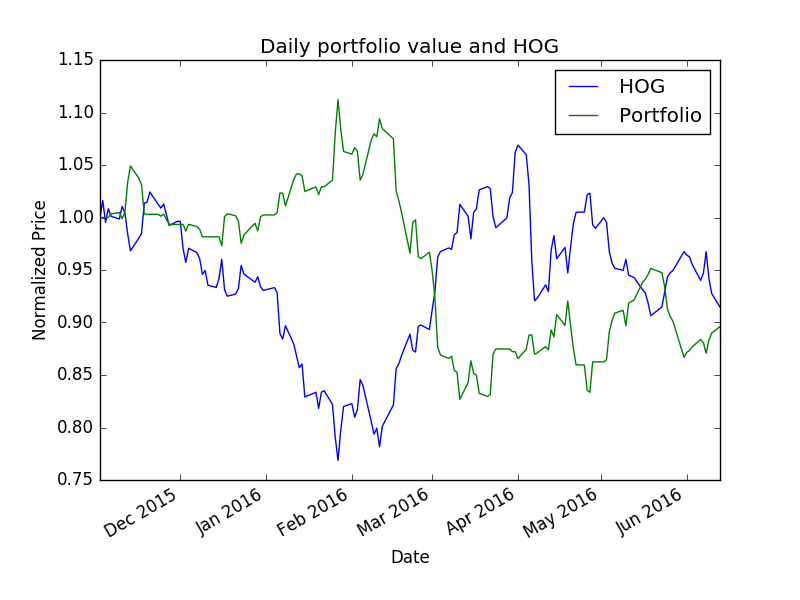 Daily portfolio value and HOG
HOG
Portfolio
Normalized Price
1.15
1.10
1.05
1.00
0.95
0.90
0.85
0.80
0.75
Dec 2015
Jan 2016
Feb 2016
Mar 2016
Apr 2016
May 2016
Jun 2016
Date